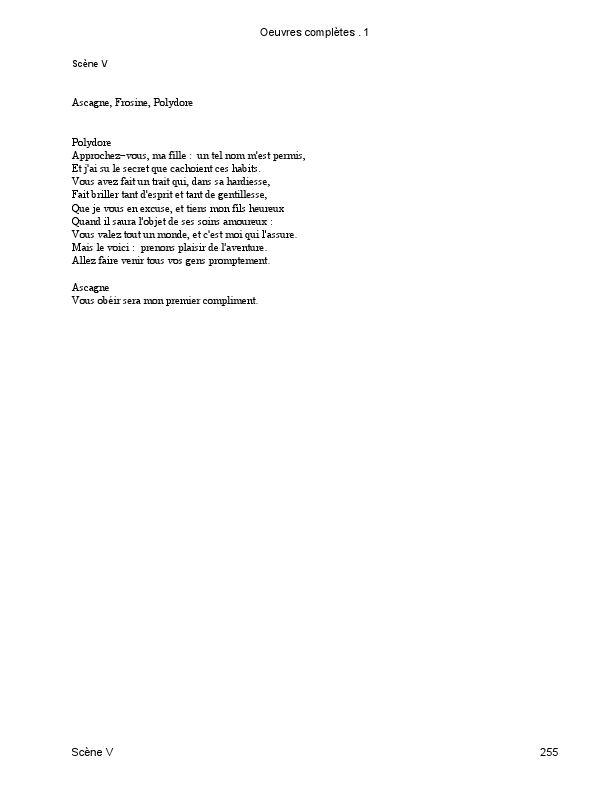 Oeuvres complètes . 1
Scène V
Ascagne, Frosine, Polydore
Polydore
Approchez−vous, ma fille : un tel nom m'est permis,
Et j'ai su le secret que cachoient ces habits.
Vous avez fait un trait qui, dans sa hardiesse,
Fait briller tant d'esprit et tant de gentillesse,
Que je vous en excuse, et tiens mon fils heureux
Quand il saura l'objet de ses soins amoureux :
Vous valez tout un monde, et c'est moi qui l'assure.
Mais le voici : prenons plaisir de l'aventure.
Allez faire venir tous vos gens promptement.
Ascagne
Vous obéir sera mon premier compliment.
Scène V
255